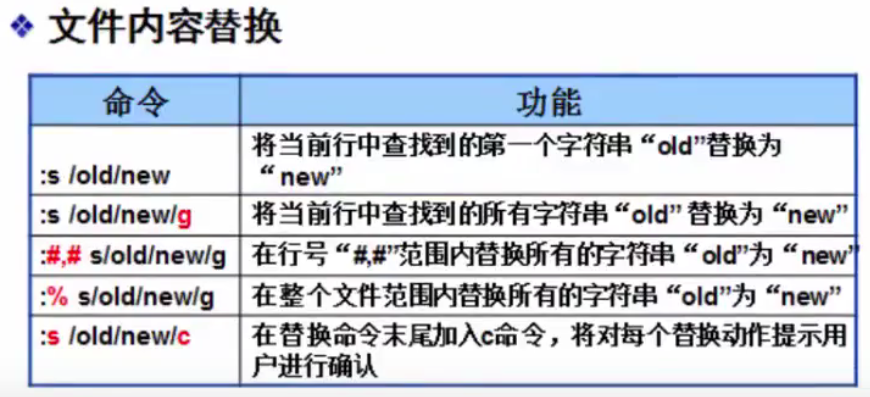 文件内容替换
命令 功能
:s /old/new 将当前行中查找到的第一个字符串“old”替换为
“new”
:s /old/new/g 将当前行中查找到的所有字符串“old” 替换为“new”
:#,# s/old/new/g 在行号“#,#”范围内替换所有的字符串“old”为“new”
:% s/old/new/g 在整个文件范围内替换所有的字符串“old”为“new”
:s /old/new/c 在替换命令末尾加入c命令，将对每个替换动作提示用
户进行确认